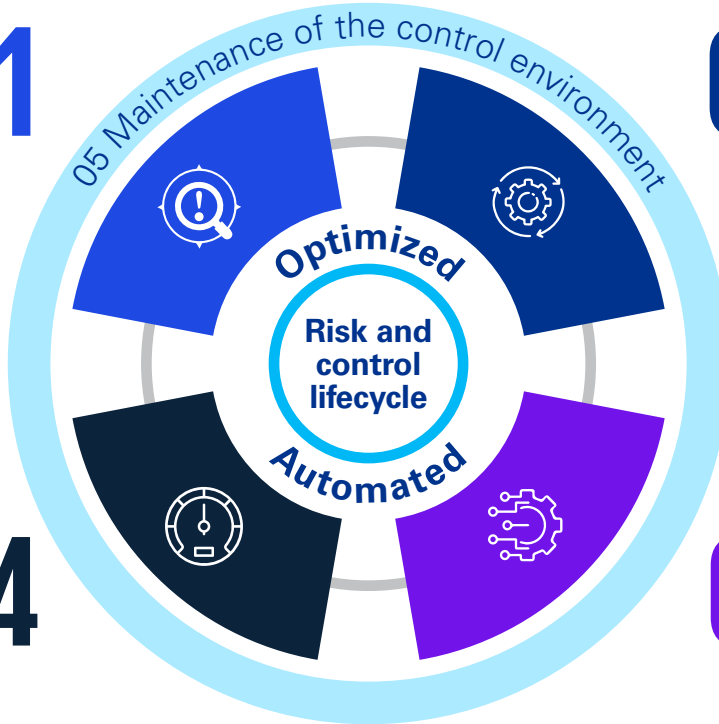 05 Maintenance of the control environment
1
Optimized
Risk and
control
lifecycle
Automated
4